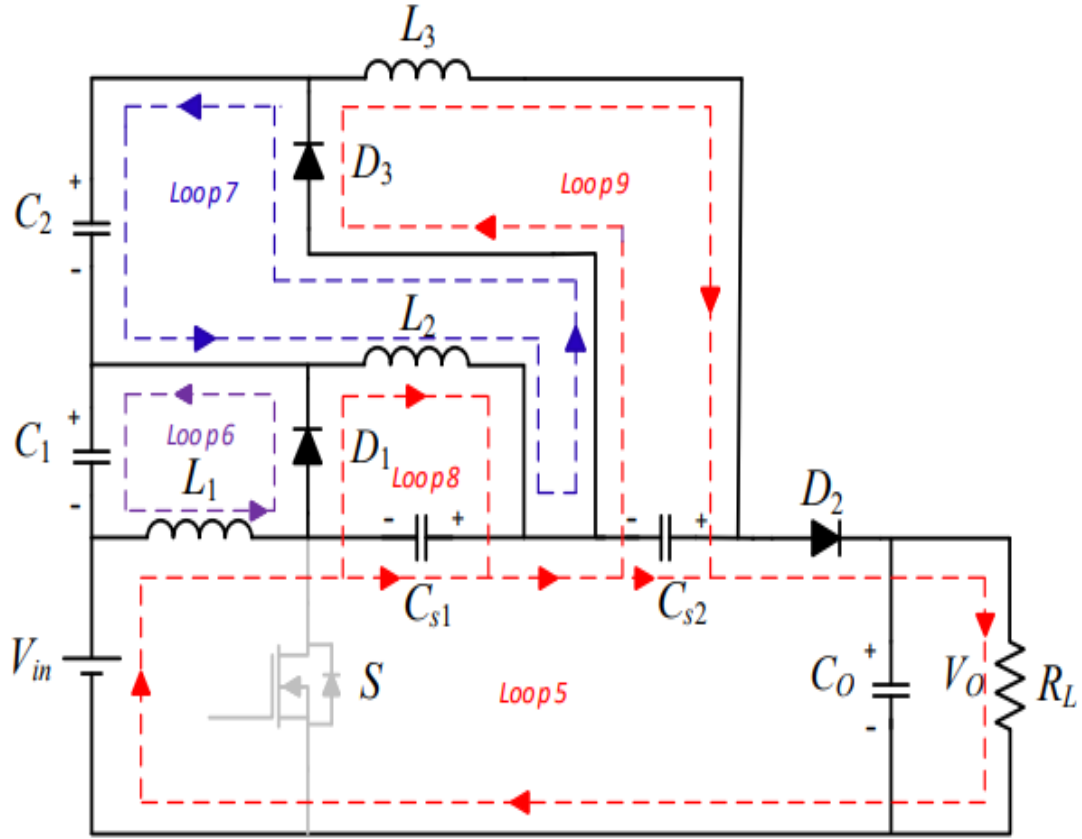 L3
+
D3
Loop 7
Loop 9
C2
-
L2
+
C1
Loop 6
D1
Loop 8
-
L1
-
+
-
+
D2
Cs1
Cs2
Vin
S
Loop 5
+
CO
-
VO
RL